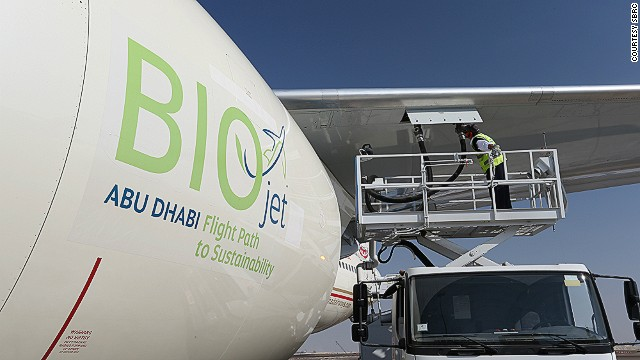 COURTESY SBRC
BIO
jet
ABU DHABI Flight Path
to Sustainability